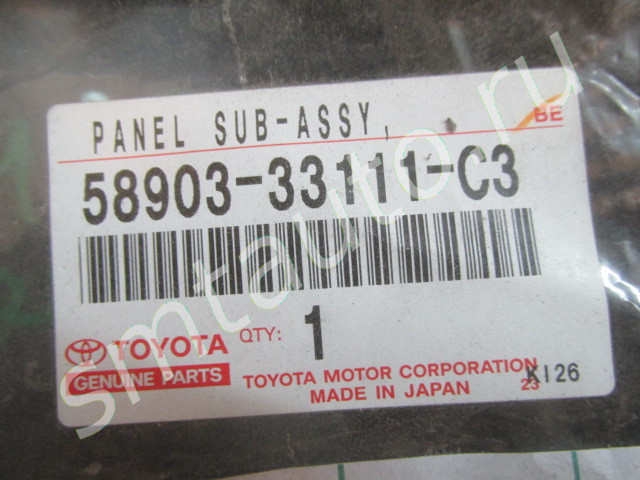 PANEL SUB-ASSY,
BE
58903-33111-C3
TOYOTA
QTY: 1
GENUINE PARTS
TOYOTA MOTOR CORPORATION
MADE IN JAPAN 23
K126
smtauto.ru